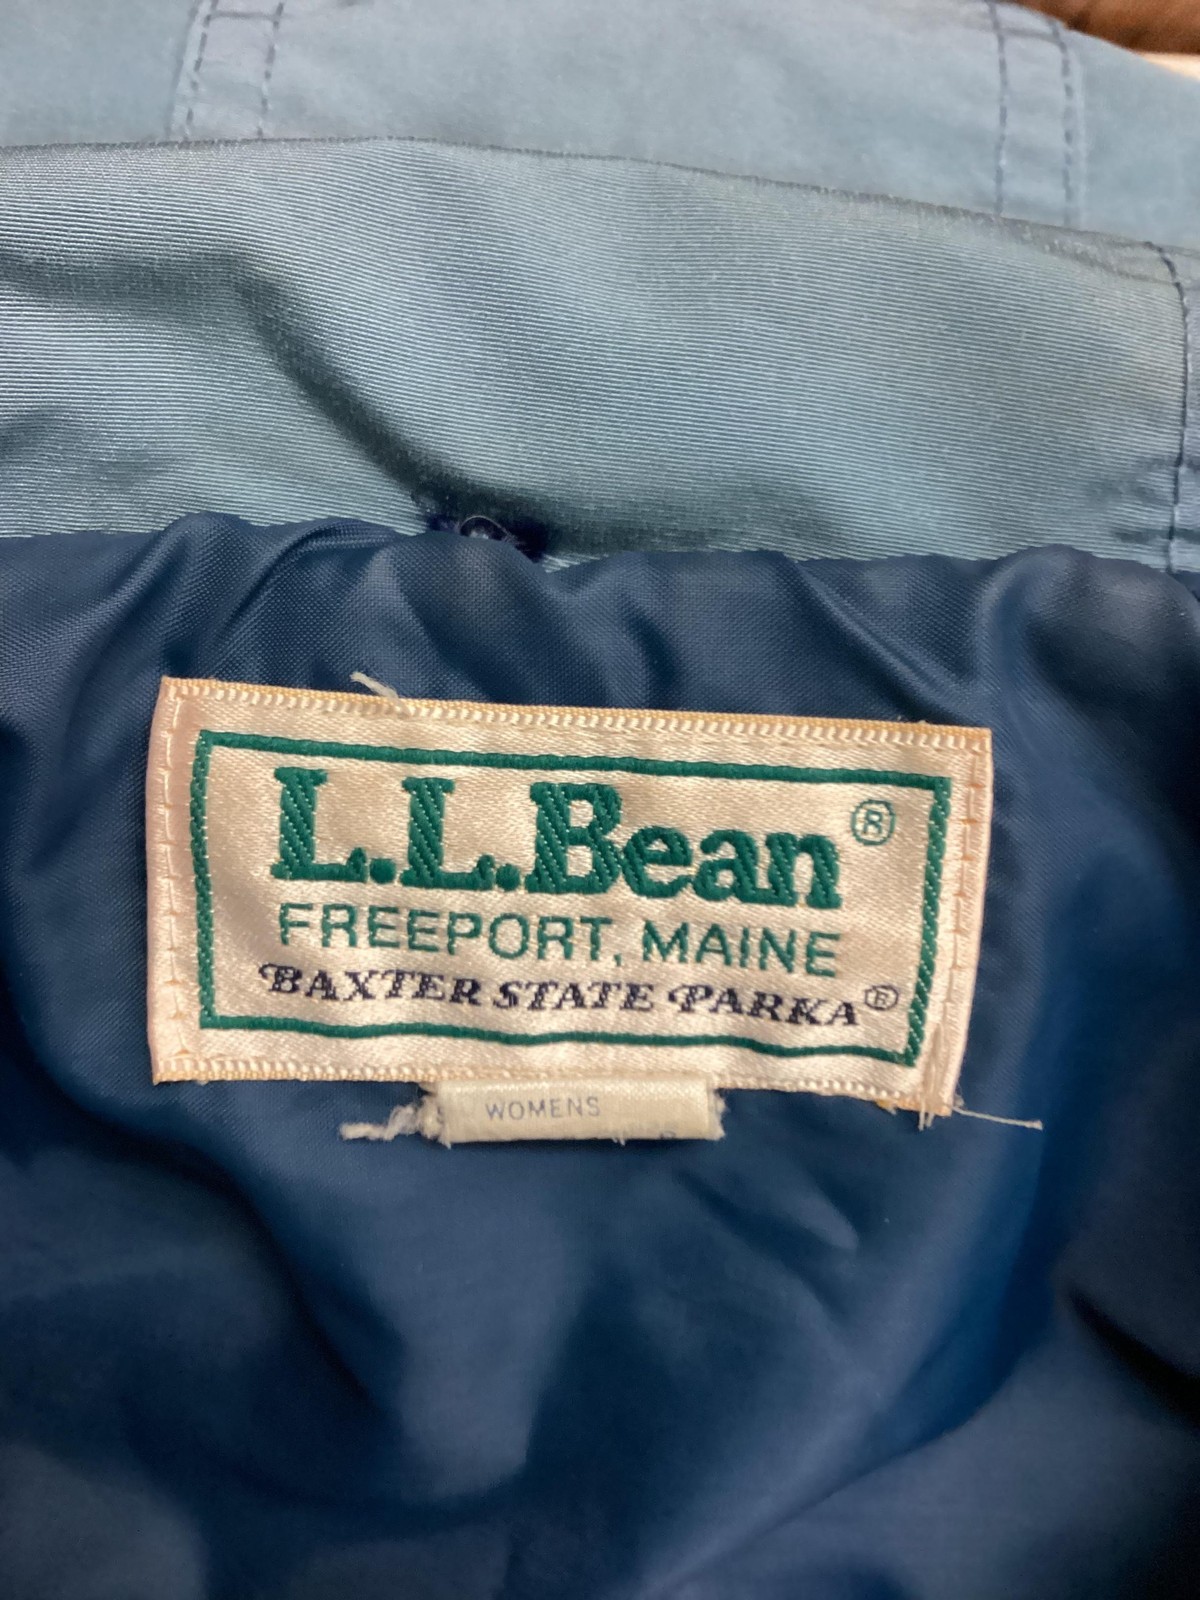 L.L.Bean®
FREEPORT, MAINE
BAXTER STATE PARKA®
WOMENS